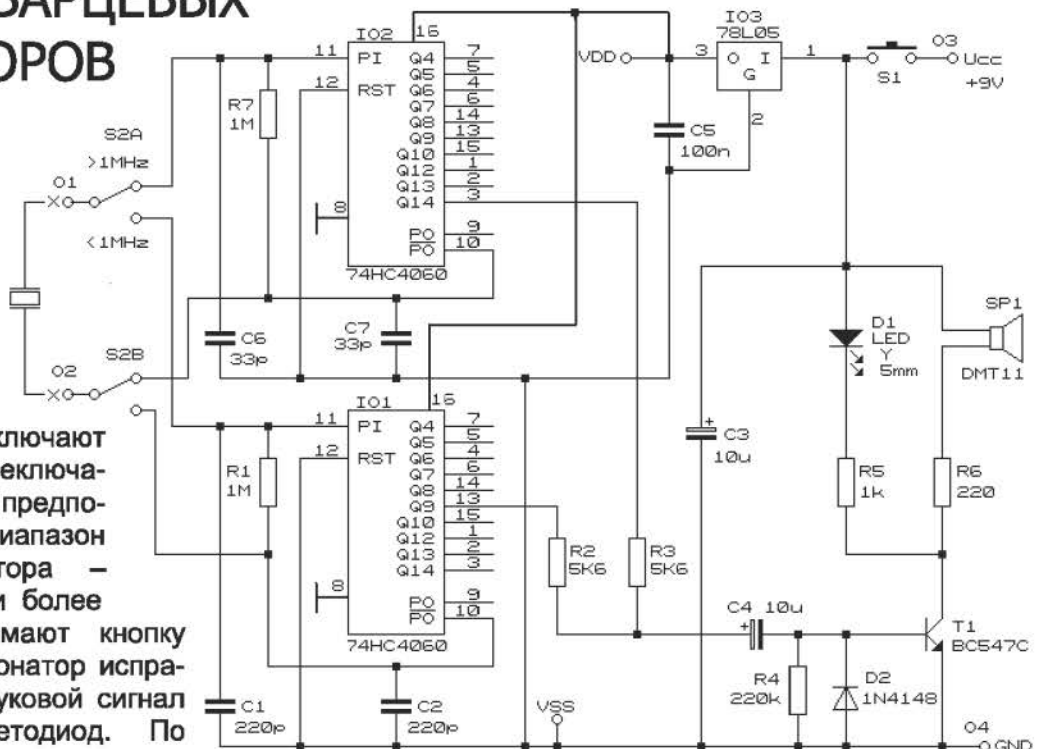 ВАРЦЕВЫХ
ОРОВ
S2A
>1MHz
O1
<1MHz
O2
S2B
R7
1M
IO2
16
11
PI
12
RST
8
Q4
Q5
Q6
Q7
Q8
Q9
Q10
Q12
Q13
Q14
PO
PO
7
5
4
6
14
13
15
1
2
3
9
10
74HC4060
C6
33p
C7
33p
VDD
IO3
78L05
3
O
I
G
1
2
C5
100n
S1
O3
Ucc
+9V
ключают
еключа-
предпо-
иапазон
тора –
и более
мают кнопку
онатор испра-
уковой сигнал
етодиод. По
R1
1M
IO1
16
11
PI
12
RST
8
Q4
Q5
Q6
Q7
Q8
Q9
Q10
Q12
Q13
Q14
PO
PO
7
5
4
6
14
13
15
1
2
3
9
10
74HC4060
C1
220p
C2
220p
VSS
R2
5K6
R3
5K6
C3
+
10u
D1
LED
Y
5mm
SP1
DMT11
R5
1k
R6
220
C4 10u
+
R4
220k
D2
1N4148
T1
BC547C
O4
GND